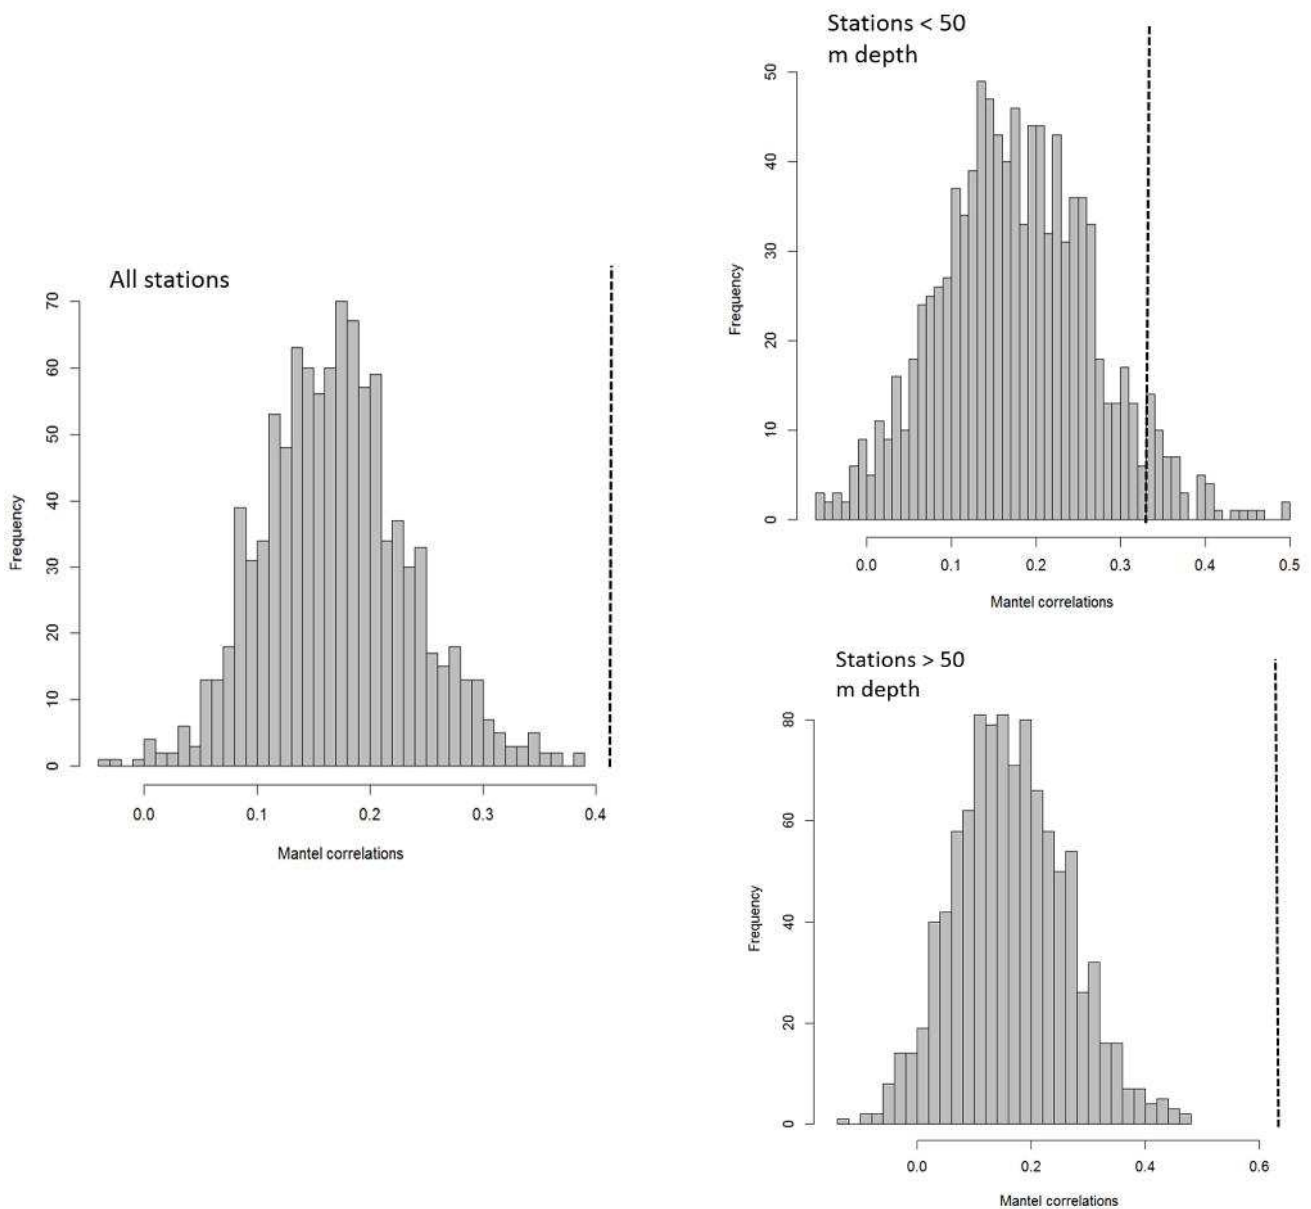 All stations
Frequency
70
60
50
40
30
20
10
0
0.0 0.1 0.2 0.3 0.4
Mantel correlations
Stations < 50
m depth
Frequency
50
40
30
20
10
0
0.0 0.1 0.2 0.3 0.4 0.5
Mantel correlations
Stations > 50
m depth
Frequency
80
60
40
20
0
0.0 0.2 0.4 0.6
Mantel correlations